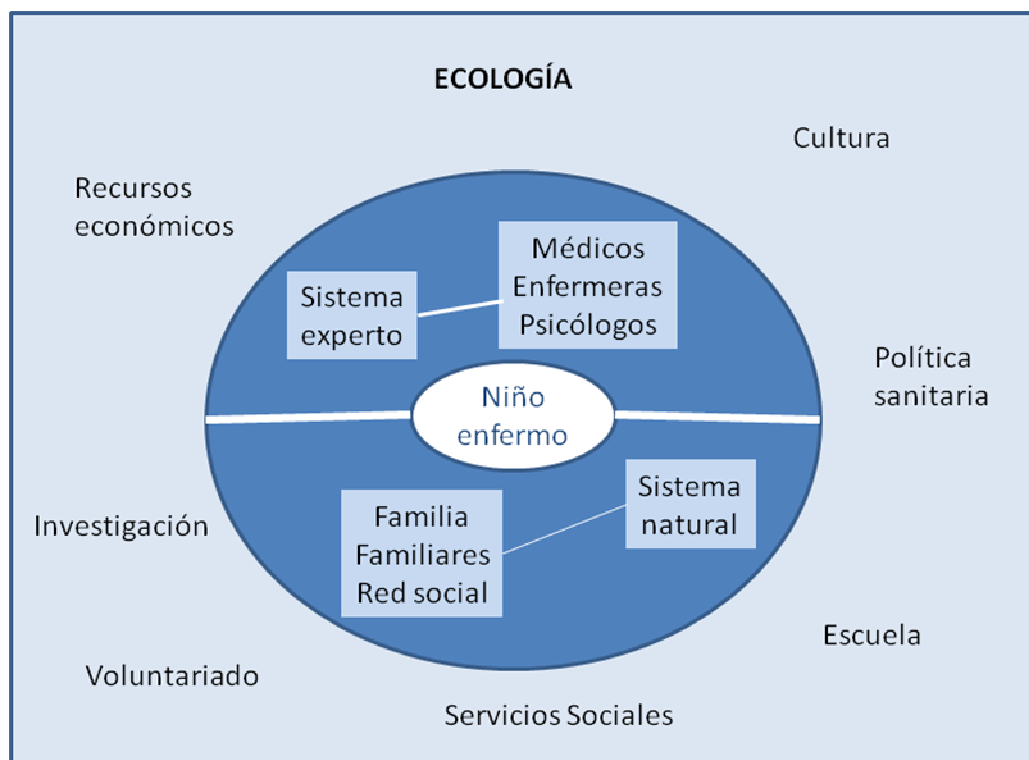 ECOLOGÍA
Cultura
Recursos
económicos
Médicos
Enfermeras
Psicólogos
Sistema
experto
Política
sanitaria
Niño
enfermo
Sistema
natural
Familia
Familiares
Red social
Investigación
Escuela
Voluntariado
Servicios Sociales